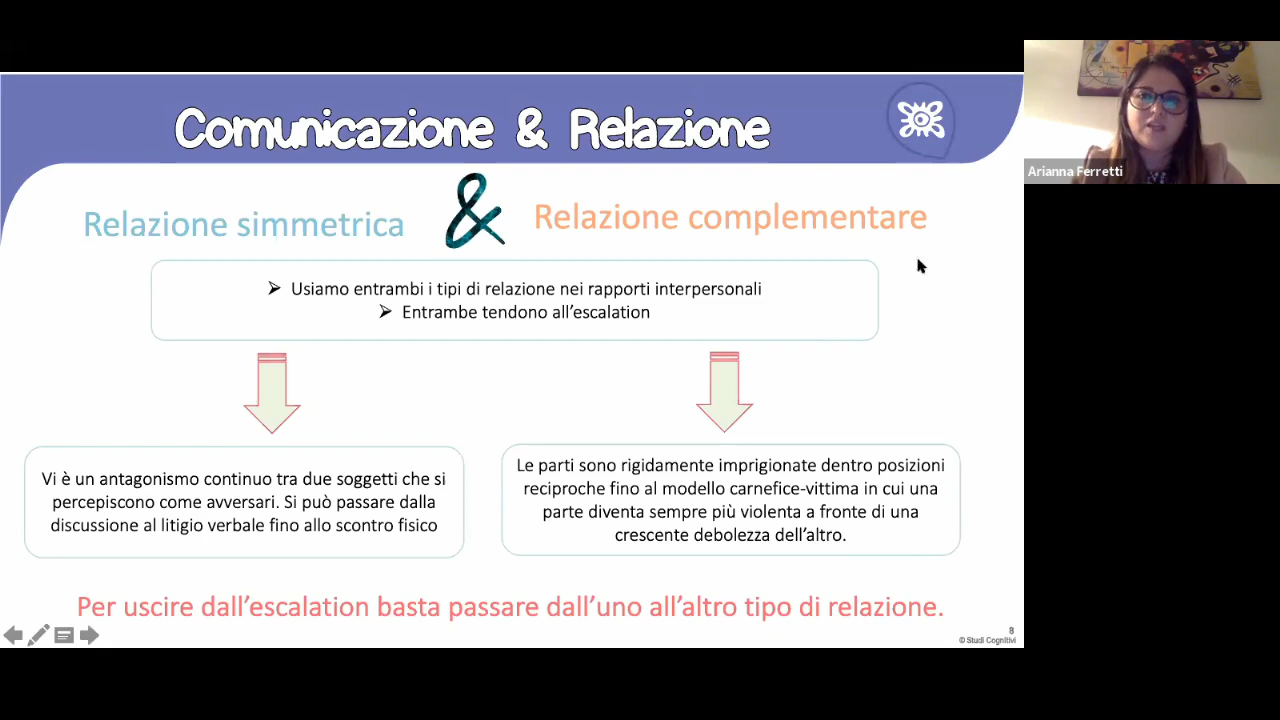 Comunicazione & Relazione
Arianna Ferretti
Relazione simmetrica & Relazione complementare
➢ Usiamo entrambi i tipi di relazione nei rapporti interpersonali
➢ Entrambe tendono all’escalation
Vi è un antagonismo continuo tra due soggetti che si
percepiscono come avversari. Si può passare dalla
discussione al litigio verbale fino allo scontro fisico
Le parti sono rigidamente imprigionate dentro posizioni
reciproche fino al modello carnefice-vittima in cui una
parte diventa sempre più violenta a fronte di una
crescente debolezza dell’altro.
Per uscire dall’escalation basta passare dall’uno all’altro tipo di relazione.
8
© Studi Cognitivi